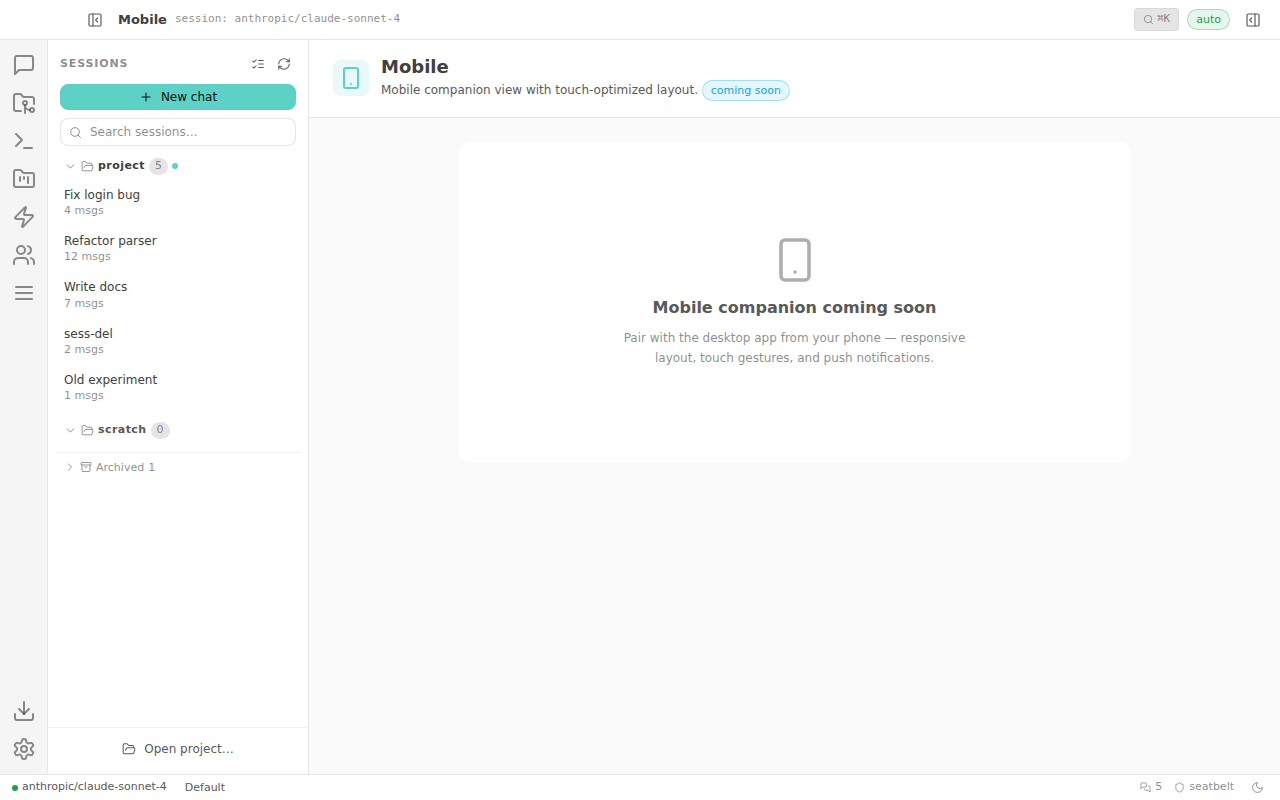 Mobile session: anthropic/claude-sonnet-4
⌘K
auto
SESSIONS
New chat
Search sessions…
project 5
Fix login bug
4 msgs
Refactor parser
12 msgs
Write docs
7 msgs
sess-del
2 msgs
Old experiment
1 msgs
scratch 0
Archived 1
Open project…
Mobile
Mobile companion view with touch-optimized layout. coming soon
Mobile companion coming soon
Pair with the desktop app from your phone — responsive
layout, touch gestures, and push notifications.
anthropic/claude-sonnet-4 Default
5 seatbelt